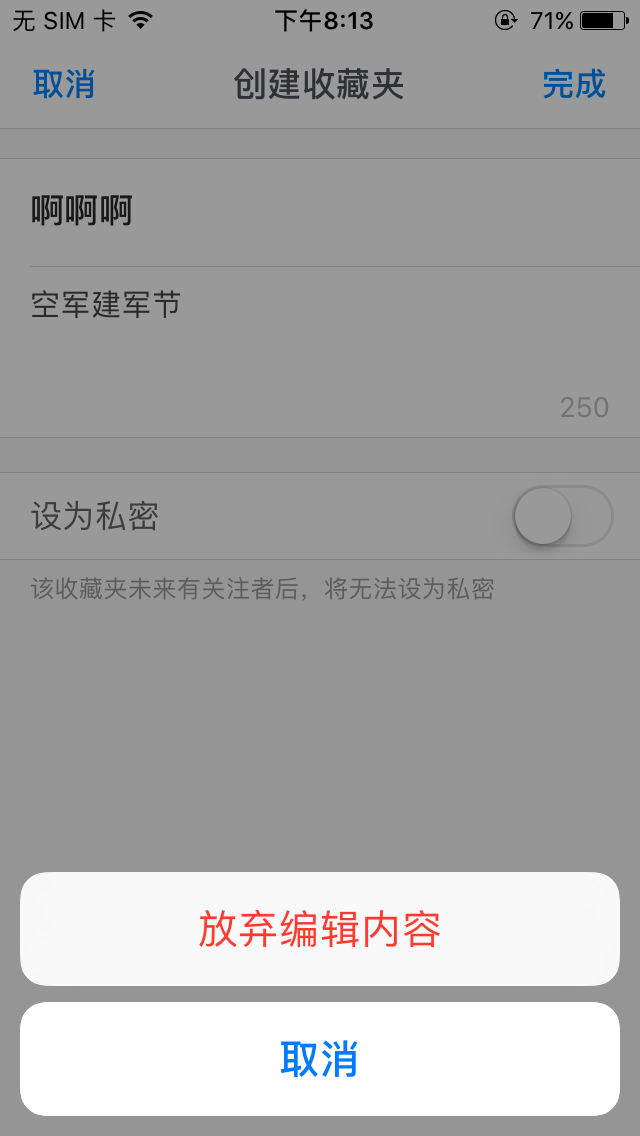 无 SIM 卡 下午8:13 71%
取消 创建收藏夹 完成
啊啊啊
空军建军节
250
设为私密
该收藏夹未来有关注者后，将无法设为私密
放弃编辑内容
取消